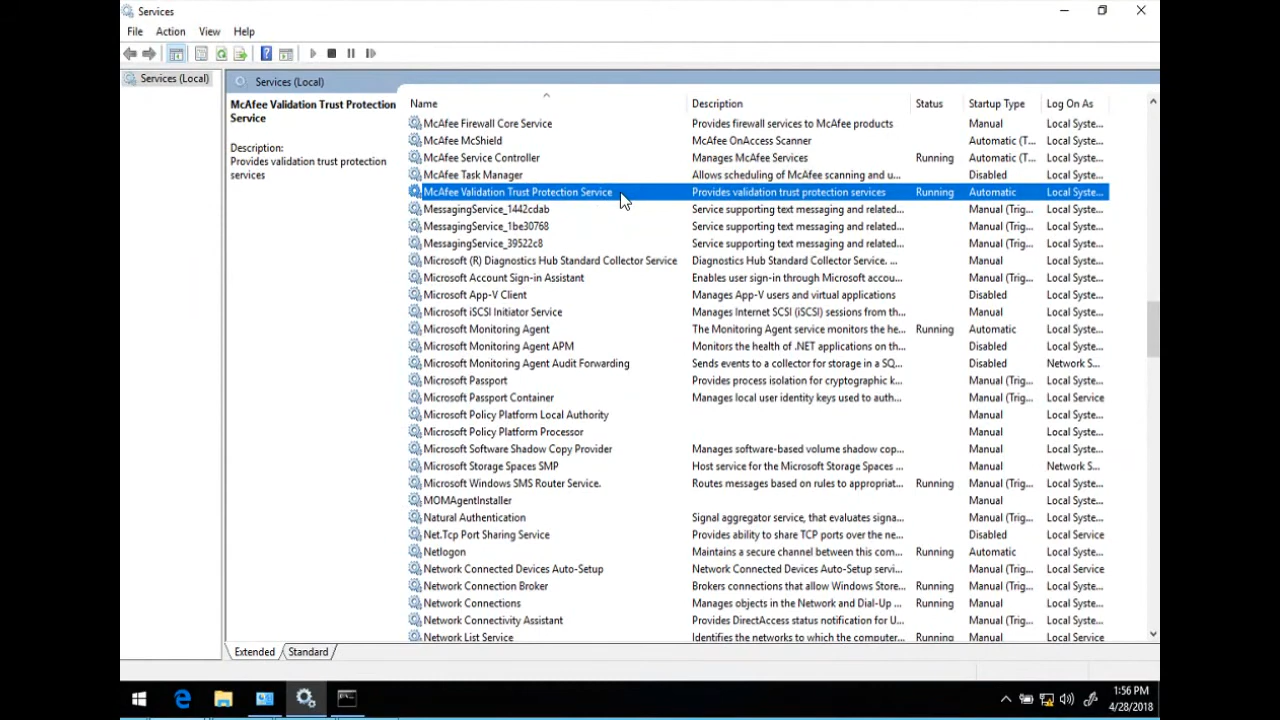 Services
File Action View Help
Services (Local)
Services (Local)
McAfee Validation Trust Protection Service
Description:
Provides validation trust protection services
Name Description Status Startup Type Log On As
McAfee Firewall Core Service Provides firewall services to McAfee products Manual Local Syste...
McAfee McShield McAfee OnAccess Scanner Automatic (T... Local Syste...
McAfee Service Controller Manages McAfee Services Running Automatic (T... Local Syste...
McAfee Task Manager Allows scheduling of McAfee scanning and u... Disabled Local Syste...
McAfee Validation Trust Protection Service Provides validation trust protection services Running Automatic Local Syste...
MessagingService_1442cdab Service supporting text messaging and related... Manual (Trig... Local Syste...
MessagingService_1be30768 Service supporting text messaging and related... Manual (Trig... Local Syste...
MessagingService_39522c8 Service supporting text messaging and related... Manual (Trig... Local Syste...
Microsoft (R) Diagnostics Hub Standard Collector Service Diagnostics Hub Standard Collector Service. ... Manual Local Syste...
Microsoft Account Sign-in Assistant Enables user sign-in through Microsoft accou... Manual (Trig... Local Syste...
Microsoft App-V Client Manages App-V users and virtual applications Disabled Local Syste...
Microsoft iSCSI Initiator Service Manages Internet SCSI (iSCSI) sessions from th... Manual Local Syste...
Microsoft Monitoring Agent The Monitoring Agent service monitors the he... Running Automatic Local Syste...
Microsoft Monitoring Agent APM Monitors the health of .NET applications on th... Disabled Local Syste...
Microsoft Monitoring Agent Audit Forwarding Sends events to a collector for storage in a SQ... Disabled Network S...
Microsoft Passport Provides process isolation for cryptographic k... Manual (Trig... Local Syste...
Microsoft Passport Container Manages local user identity keys used to auth... Manual (Trig... Local Service
Microsoft Policy Platform Local Authority Manual Local Syste...
Microsoft Policy Platform Processor Manual Local Syste...
Microsoft Software Shadow Copy Provider Manages software-based volume shadow cop... Manual Local Syste...
Microsoft Storage Spaces SMP Host service for the Microsoft Storage Spaces ... Manual Network S...
Microsoft Windows SMS Router Service. Routes messages based on rules to appropriat... Running Manual (Trig... Local Syste...
MOMAgentInstaller Manual Local Syste...
Natural Authentication Signal aggregator service, that evaluates signa... Manual (Trig... Local Syste...
Net.Tcp Port Sharing Service Provides ability to share TCP ports over the ne... Disabled Local Service
Netlogon Maintains a secure channel between this com... Running Automatic Local Syste...
Network Connected Devices Auto-Setup Network Connected Devices Auto-Setup servi... Manual (Trig... Local Service
Network Connection Broker Brokers connections that allow Windows Store... Running Manual (Trig... Local Syste...
Network Connections Manages objects in the Network and Dial-Up ... Running Manual Local Syste...
Network Connectivity Assistant Provides DirectAccess status notification for U... Manual (Trig... Local Syste...
Network List Service Identifies the networks to which the computer... Running Manual Local Service
Extended Standard
1:56 PM
4/28/2018